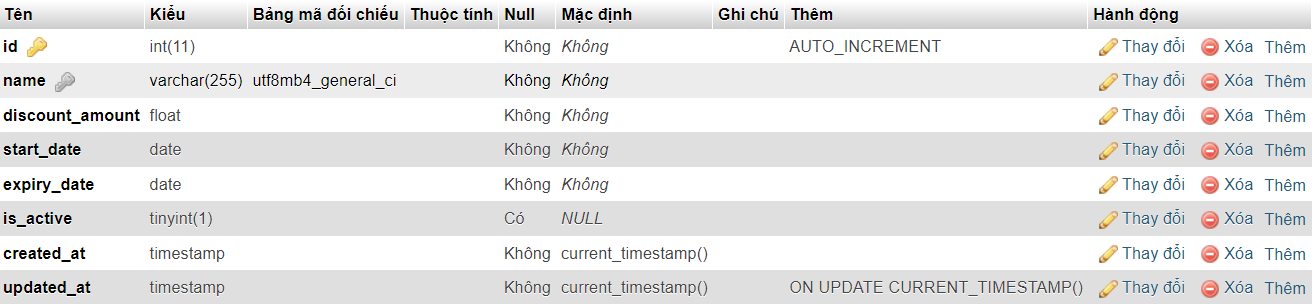 Tên Kiểu Bảng mã đối chiếu Thuộc tính Null Mặc định Ghi chú Thêm Hành động
id int(11) Không Không AUTO_INCREMENT Thay đổi Xóa Thêm
name varchar(255) utf8mb4_general_ci Không Không Thay đổi Xóa Thêm
discount_amount float Không Không Thay đổi Xóa Thêm
start_date date Không Không Thay đổi Xóa Thêm
expiry_date date Không Không Thay đổi Xóa Thêm
is_active tinyint(1) Có NULL Thay đổi Xóa Thêm
created_at timestamp Không current_timestamp() Thay đổi Xóa Thêm
updated_at timestamp Không current_timestamp() ON UPDATE CURRENT_TIMESTAMP() Thay đổi Xóa Thêm